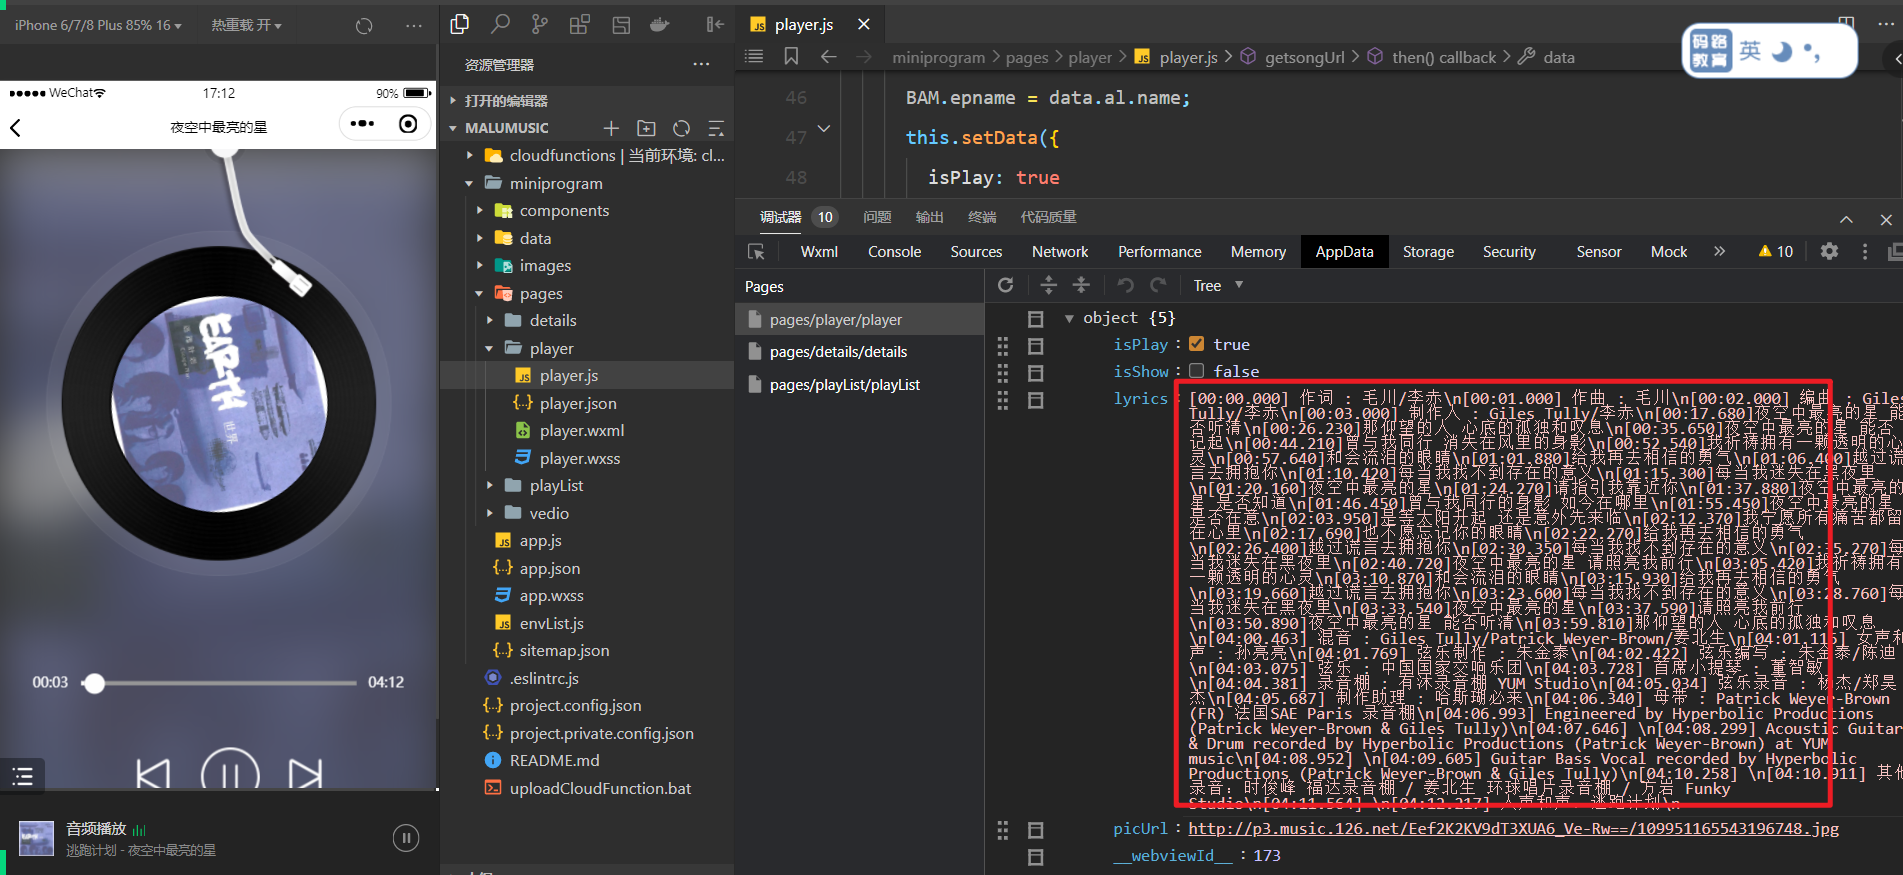 iPhone 6/7/8 Plus 85% 16
热重载 开
WeChat
17:12
90%
夜空中最亮的星
EARTH
世界
00:03
04:12
音频播放
逃跑计划 - 夜空中最亮的星
资源管理器
打开的编辑器
MALUMUSIC
cloudfunctions | 当前环境: cl...
miniprogram
components
data
images
pages
details
player
player.js
player.json
player.wxml
player.wxss
playList
vedio
app.js
app.json
app.wxss
envList.js
sitemap.json
.eslintrc.js
project.config.json
project.private.config.json
README.md
uploadCloudFunction.bat
player.js
miniprogram > pages > player > player.js > getsongUrl > then() callback > data
码路教育
英
46 BAM.epname = data.al.name;
47 this.setData({
48 isPlay: true
调试器 10 问题 输出 终端 代码质量
Wxml Console Sources Network Performance Memory AppData Storage Security Sensor Mock 10
Pages
pages/player/player
pages/details/details
pages/playList/playList
Tree
object {5}
isPlay : true
isShow : false
lyrics :
[00:00.000] 作词 : 毛川/李赤\n[00:01.000] 作曲 : 毛川\n[00:02.000] 编曲 : Giles
Tully/李赤\n[00:03.000] 制作人 : Giles Tully/李赤\n[00:17.680]夜空中最亮的星 能
否听清\n[00:26.230]那仰望的人 心底的孤独和叹息\n[00:35.650]夜空中最亮的星 能否
记起\n[00:44.210]曾与我同行 消失在风里的身影\n[00:52.540]我祈祷拥有一颗透明的心
灵\n[00:57.640]和会流泪的眼睛\n[01:01.880]给我再去相信的勇气\n[01:06.400]越过谎
言去拥抱你\n[01:10.420]每当我找不到存在的意义\n[01:15.300]每当我迷失在黑夜里
\n[01:20.160]夜空中最亮的星\n[01:24.270]请指引我靠近你\n[01:37.880]夜空中最亮的
星 是否知道\n[01:46.450]曾与我同行的身影 如今在哪里\n[01:55.450]夜空中最亮的星
是否在意\n[02:03.950]是等太阳升起 还是意外先来临\n[02:12.370]我宁愿所有痛苦都留
在心里\n[02:17.690]也不愿忘记你的眼睛\n[02:22.270]给我再去相信的勇气
\n[02:26.400]越过谎言去拥抱你\n[02:30.350]每当我找不到存在的意义\n[02:35.270]每
当我迷失在黑夜里\n[02:40.720]夜空中最亮的星 请照亮我前行\n[03:05.420]我祈祷拥有
一颗透明的心灵\n[03:10.870]和会流泪的眼睛\n[03:15.930]给我再去相信的勇气
\n[03:19.660]越过谎言去拥抱你\n[03:23.600]每当我找不到存在的意义\n[03:28.760]每
当我迷失在黑夜里\n[03:33.540]夜空中最亮的星\n[03:37.590]请照亮我前行
\n[03:50.890]夜空中最亮的星 能否听清\n[03:59.810]那仰望的人 心底的孤独和叹息
\n[04:00.463] 混音 : Giles Tully/Patrick Weyer-Brown/姜北生\n[04:01.116] 女声和
声 : 孙亮亮\n[04:01.769] 弦乐制作 : 朱金泰\n[04:02.422] 弦乐编写 : 朱金泰/陈迪
\n[04:03.075] 弦乐 : 中国国家交响乐团\n[04:03.728] 首席小提琴 : 董智敏
\n[04:04.381] 录音棚 : 有沐录音棚 YUM Studio\n[04:05.034] 弦乐录音 : 杨杰/郑昊
杰\n[04:05.687] 制作助理 : 哈斯瑚必来\n[04:06.340] 母带 : Patrick Weyer-Brown
(FR) 法国SAE Paris 录音棚\n[04:06.993] Engineered by Hyperbolic Productions
(Patrick Weyer-Brown & Giles Tully)\n[04:07.646] \n[04:08.299] Acoustic Guitar
& Drum recorded by Hyperbolic Productions (Patrick Weyer-Brown) at YUM
music\n[04:08.952] \n[04:09.605] Guitar Bass Vocal recorded by Hyperbolic
Productions (Patrick Weyer-Brown & Giles Tully)\n[04:10.258] \n[04:10.911] 其他
录音: 时俊峰 福达录音棚 / 姜北生 环球唱片录音棚 / 方岩 Funky
Studio\n[04:11.564] \n[04:12.217] 人声和声: 逃跑计划\n
picUrl : http://p3.music.126.net/Eef2K2KV9dT3XUA6_Ve-Rw==/109951165543196748.jpg
__webviewId__ : 173